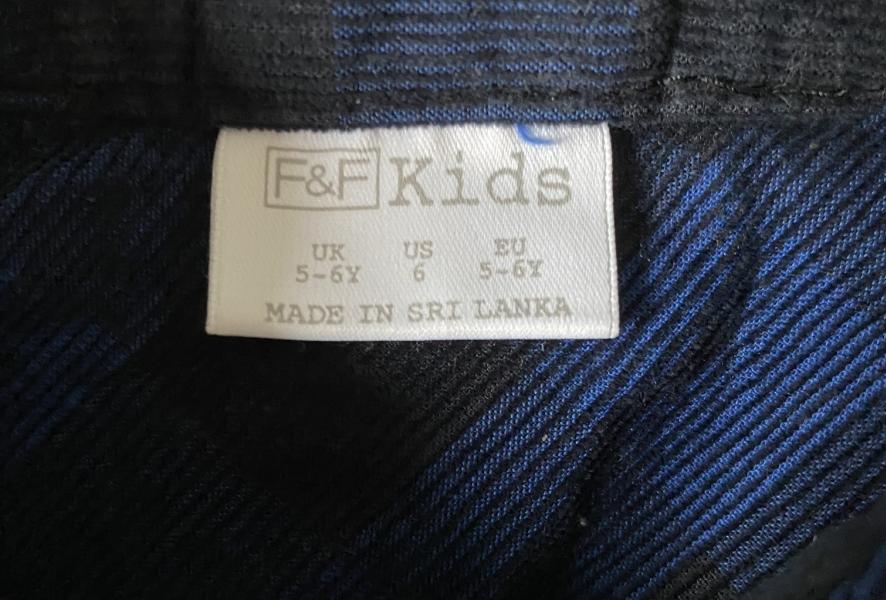 F&F Kids
UK US EU
5-6Y 6 5-6Y
MADE IN SRI LANKA